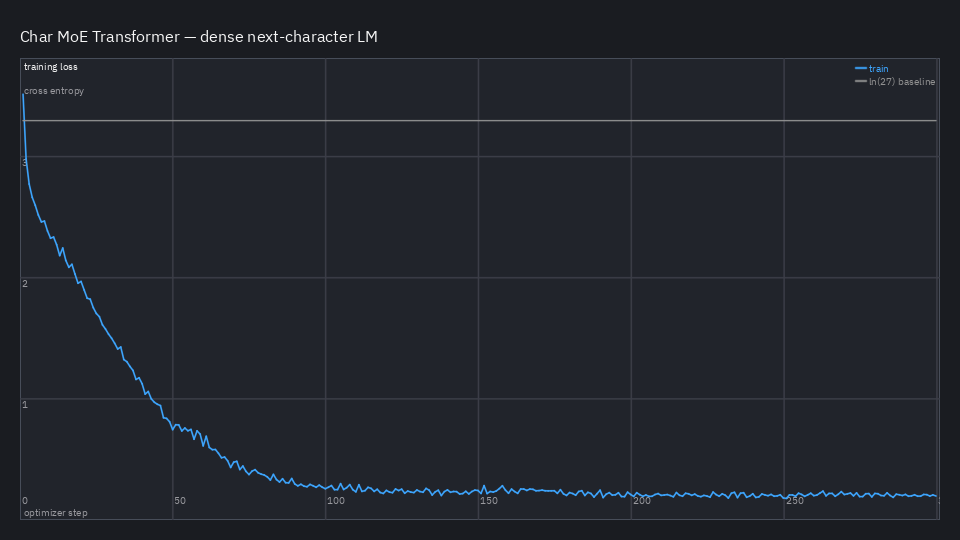 Char MoE Transformer — dense next-character LM
training loss
train
cross entropy
ln(27) baseline
3
2
1
0
50
100
150
200
250
optimizer step